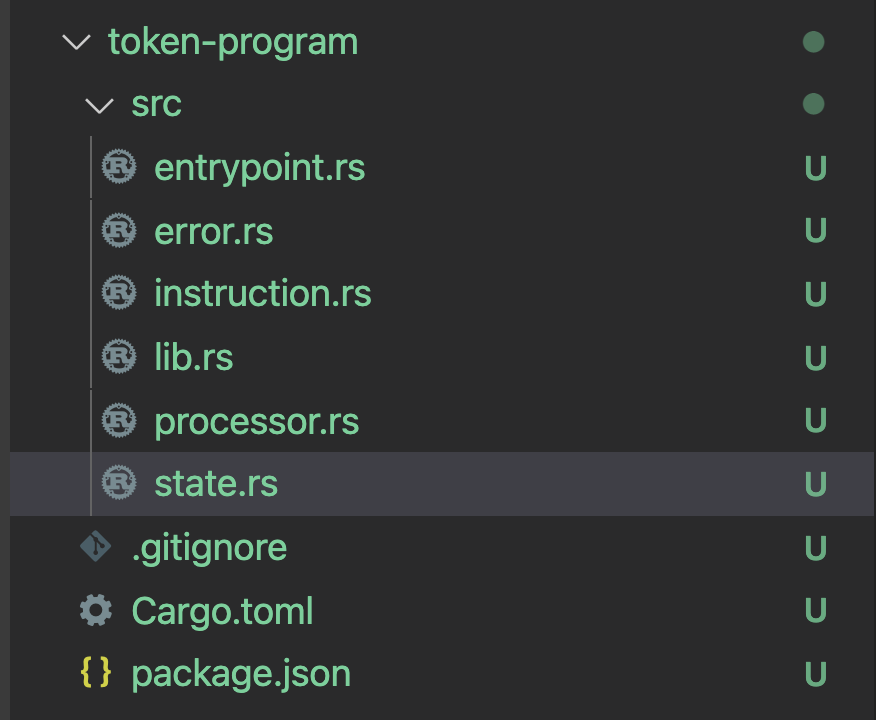 token-program
src
entrypoint.rs U
error.rs U
instruction.rs U
lib.rs U
processor.rs U
state.rs U
.gitignore U
Cargo.toml U
{} package.json U